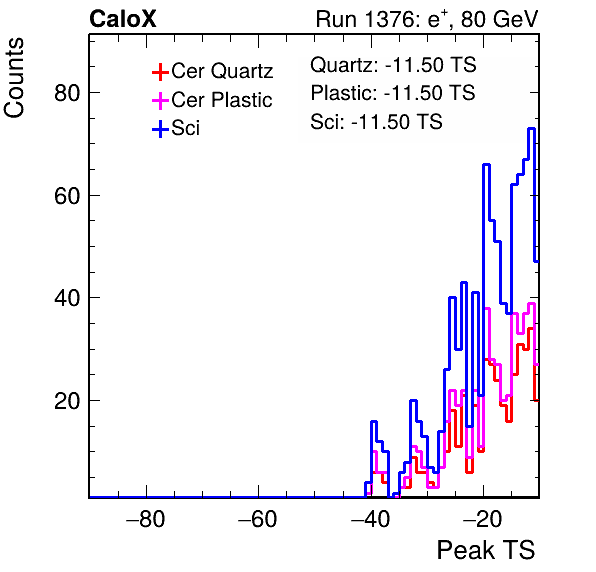 CaloX
Run 1376: e⁺, 80 GeV
Counts
Cer Quartz
Cer Plastic
Sci
Quartz: -11.50 TS
Plastic: -11.50 TS
Sci: -11.50 TS
80
60
40
20
−80 −60 −40 −20
Peak TS